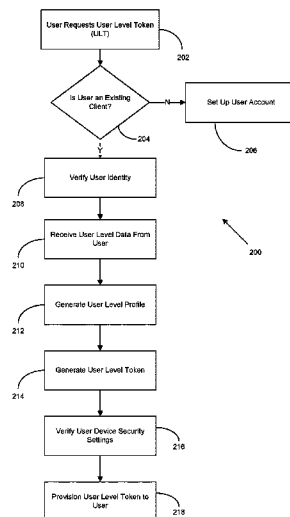 User Requests User Level Token
(ULT)
202
Is User an Existing
Client?
N
Set Up User Account
204
206
Y
Verify User Identity
208
Receive User Level Data From
User
210
200
Generate User Level Profile
212
Generate User Level Token
214
Verify User Device Security
Settings
216
Provision User Level Token to
User
218